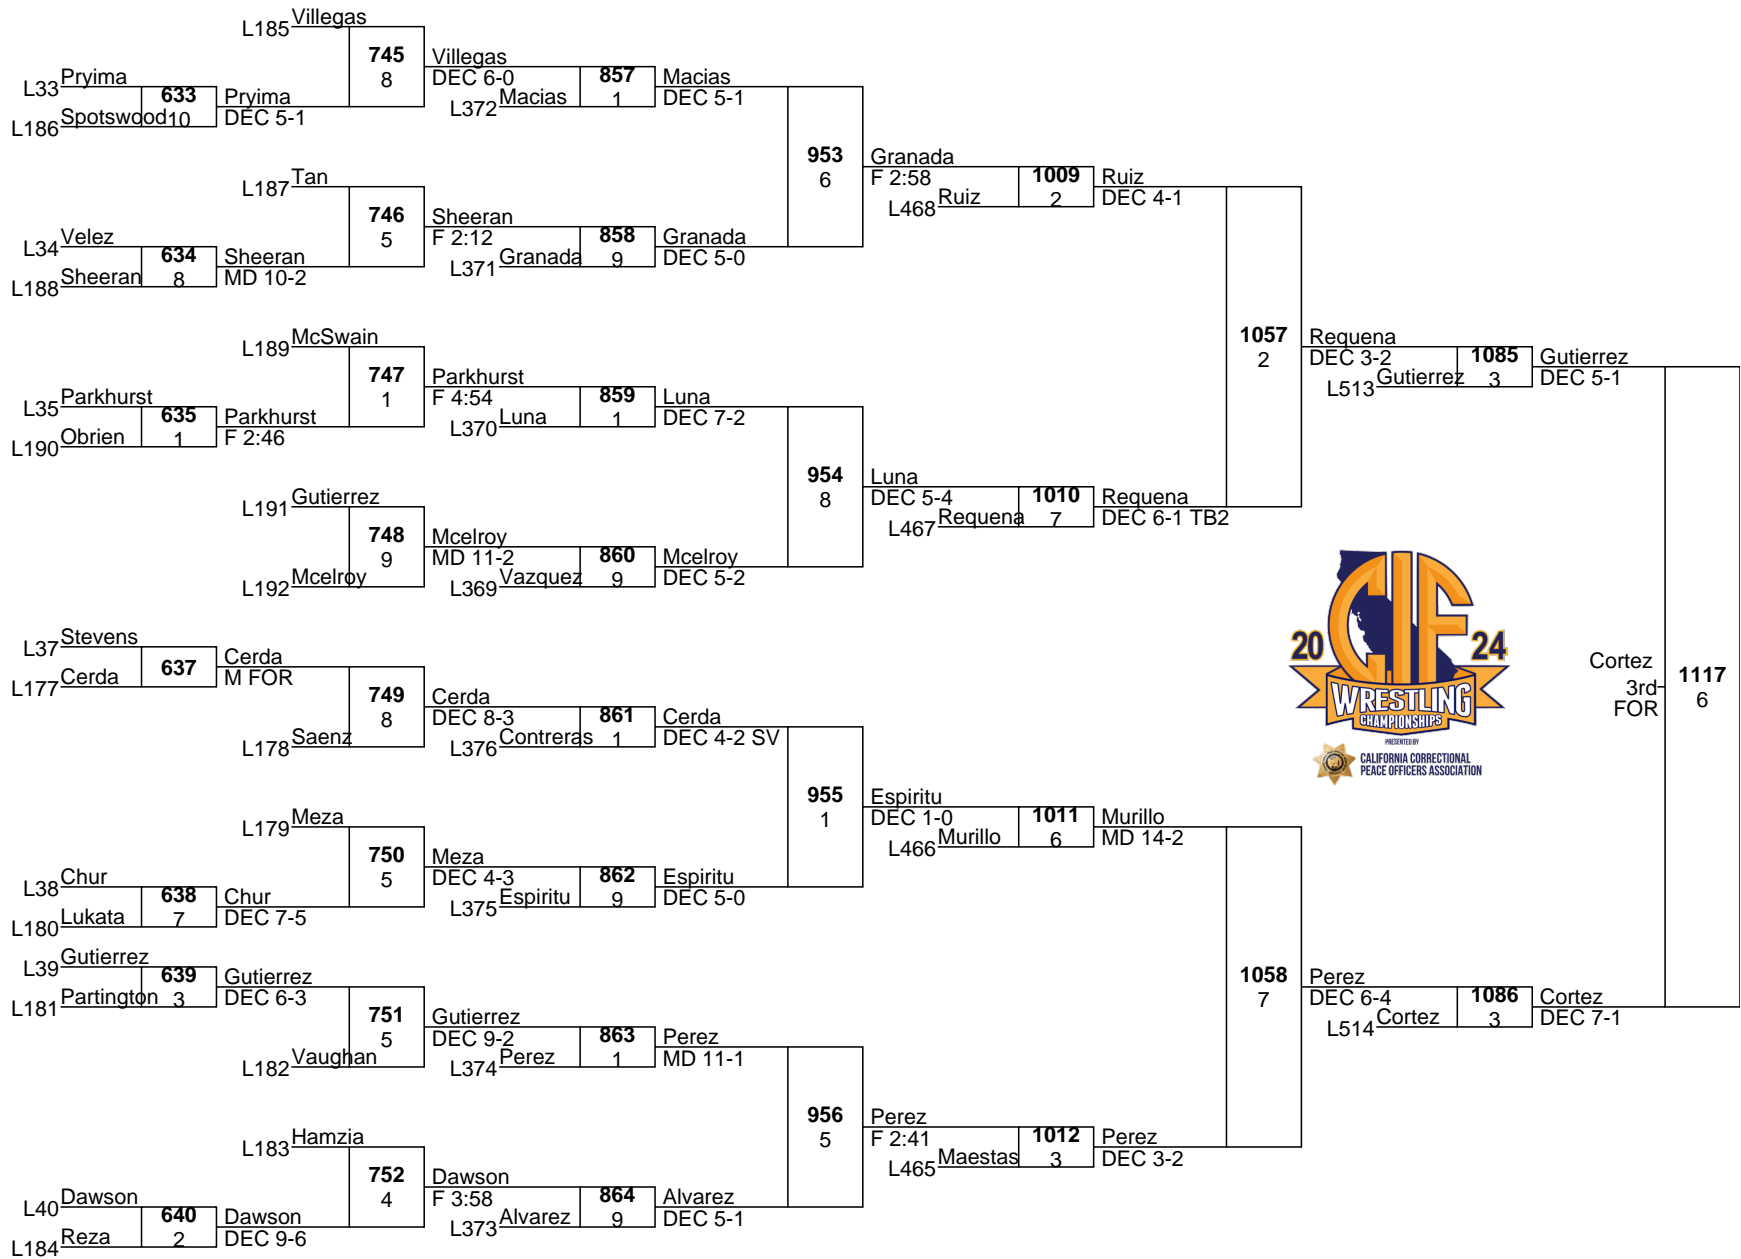 L185 Villegas
745
8
Villegas
DEC 6-0
L33 Pryima
633
10
L186 Spotswood
Pryima
DEC 5-1
857
1
L372 Macias
Macias
DEC 5-1
953
6
Granada
F 2:58
L187 Tan
746
5
Sheeran
F 2:12
L34 Velez
634
8
L188 Sheeran
Sheeran
MD 10-2
858
9
L371 Granada
Granada
DEC 5-0
1009
2
L468 Ruiz
Ruiz
DEC 4-1
L189 McSwain
747
1
Parkhurst
F 4:54
L35 Parkhurst
635
1
L190 Obrien
Parkhurst
F 2:46
859
1
L370 Luna
Luna
DEC 7-2
954
8
Luna
DEC 5-4
L191 Gutierrez
748
9
L192 Mcelroy
Mcelroy
MD 11-2
860
9
L369 Vazquez
Mcelroy
DEC 5-2
1010
7
L467 Requena
Requena
DEC 6-1 TB2
1057
2
Requena
DEC 3-2
1085
3
L513 Gutierrez
Gutierrez
DEC 5-1
L37 Stevens
637
L177 Cerda
Cerda
M FOR
749
8
L178 Saenz
Cerda
DEC 8-3
861
1
L376 Contreras
Cerda
DEC 4-2 SV
955
1
Espiritu
DEC 1-0
L179 Meza
750
5
Meza
DEC 4-3
L38 Chur
638
7
L180 Lukata
Chur
DEC 7-5
862
9
L375 Espiritu
Espiritu
DEC 5-0
1011
6
L466 Murillo
Murillo
MD 14-2
L39 Gutierrez
639
3
L181 Partington
Gutierrez
DEC 6-3
751
5
L182 Vaughan
Gutierrez
DEC 9-2
863
1
L374 Perez
Perez
MD 11-1
956
5
Perez
F 2:41
L183 Hamzia
752
4
Dawson
F 3:58
L40 Dawson
640
2
L184 Reza
Dawson
DEC 9-6
864
9
L373 Alvarez
Alvarez
DEC 5-1
1012
3
L465 Maestas
Perez
DEC 3-2
1058
7
Perez
DEC 6-4
1086
3
L514 Cortez
Cortez
DEC 7-1
Cortez
3rd
FOR
1117
6
20 CIF 24
WRESTLING
CHAMPIONSHIPS
PRESENTED BY
CALIFORNIA CORRECTIONAL
PEACE OFFICERS ASSOCIATION